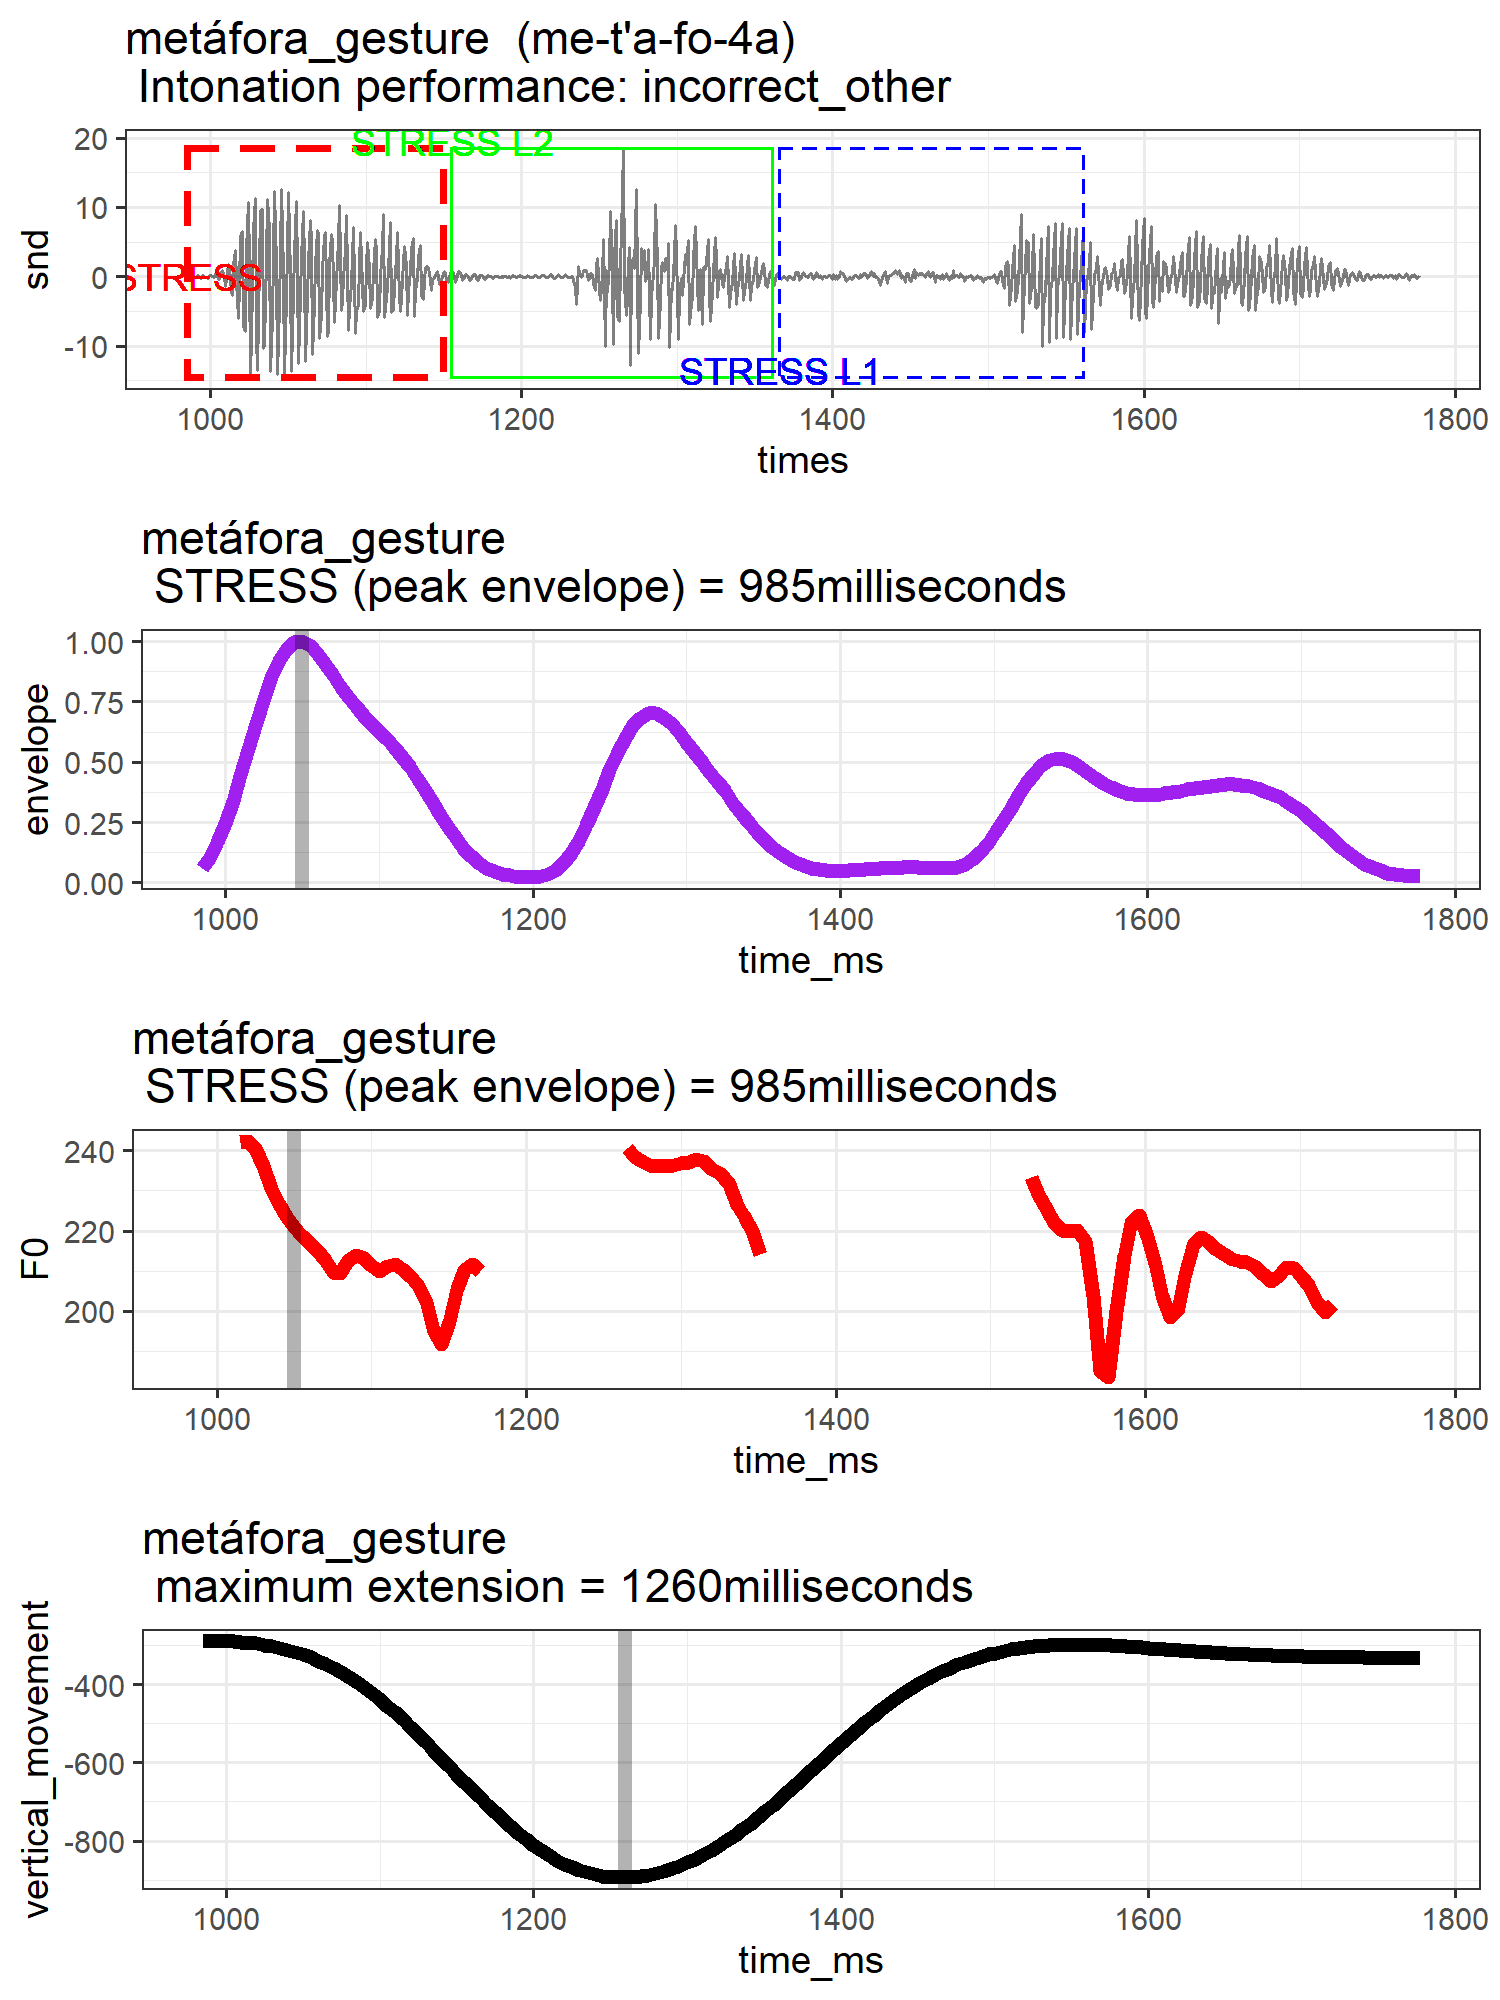 metáfora_gesture  (me-t'a-fo-4a)
Intonation performance: incorrect_other
20
10
0
-10
snd
STRESS L2
STRESS
STRESS L1
1000 1200 1400 1600 1800
times
metáfora_gesture
STRESS (peak envelope) = 985milliseconds
1.00
0.75
0.50
0.25
0.00
envelope
1000 1200 1400 1600 1800
time_ms
metáfora_gesture
STRESS (peak envelope) = 985milliseconds
240
220
200
F0
1000 1200 1400 1600 1800
time_ms
metáfora_gesture
maximum extension = 1260milliseconds
-400
-600
-800
vertical_movement
1000 1200 1400 1600 1800
time_ms